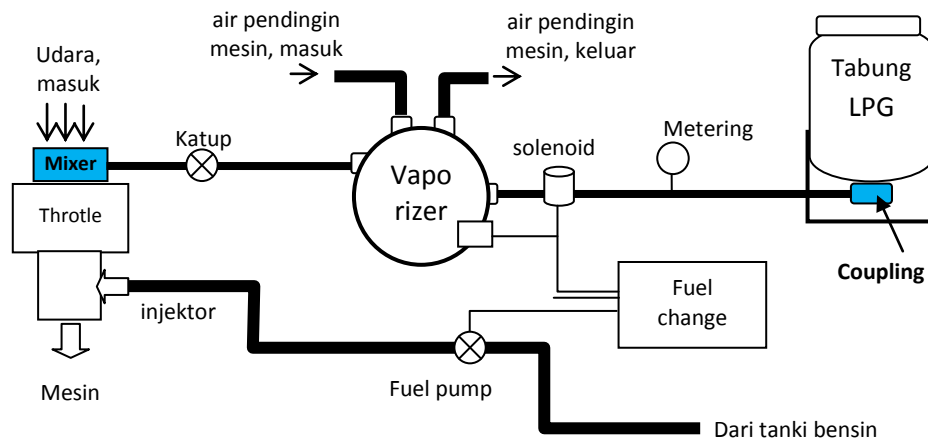 air pendingin
mesin, masuk
air pendingin
mesin, keluar
Udara,
masuk
Tabung
LPG
Katup
solenoid
Metering
Mixer
Vapo
rizer
Throtle
Coupling
injektor
Fuel
change
Mesin
Fuel pump
Dari tanki bensin